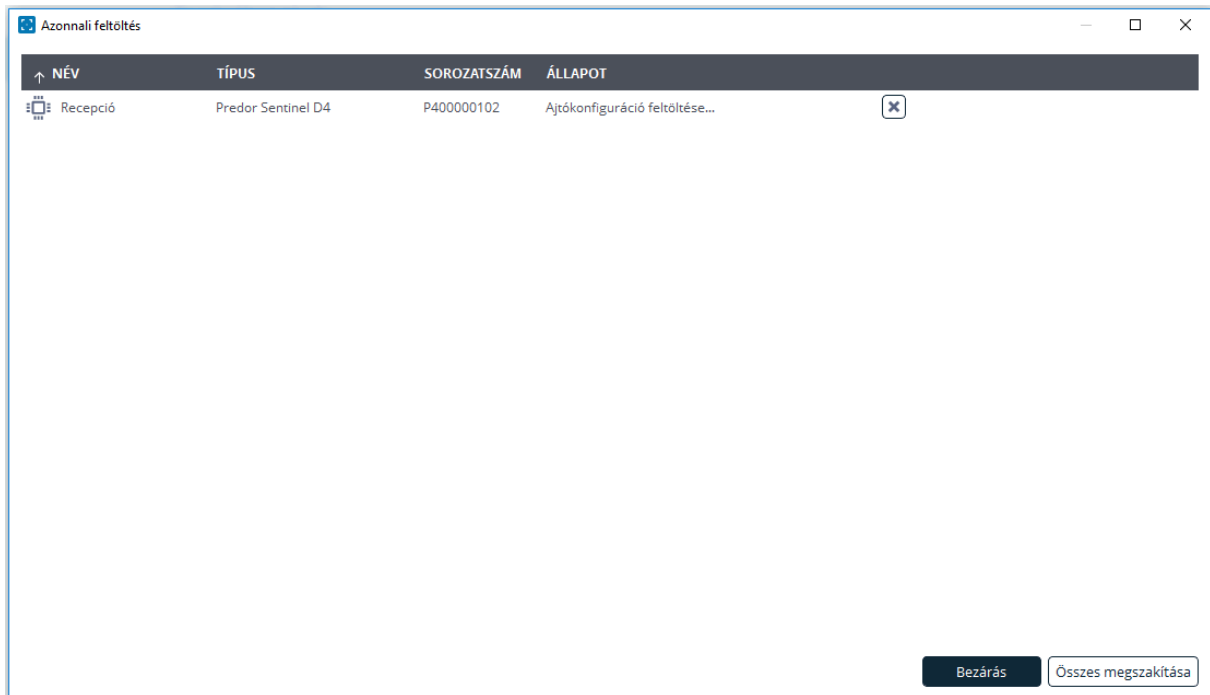 Azonnali feltöltés
NÉV TÍPUS SOROZATSZÁM ÁLLAPOT
Recepció Predor Sentinel D4 P400000102 Ajtókonfiguráció feltöltése...
Bezárás Összes megszakítása